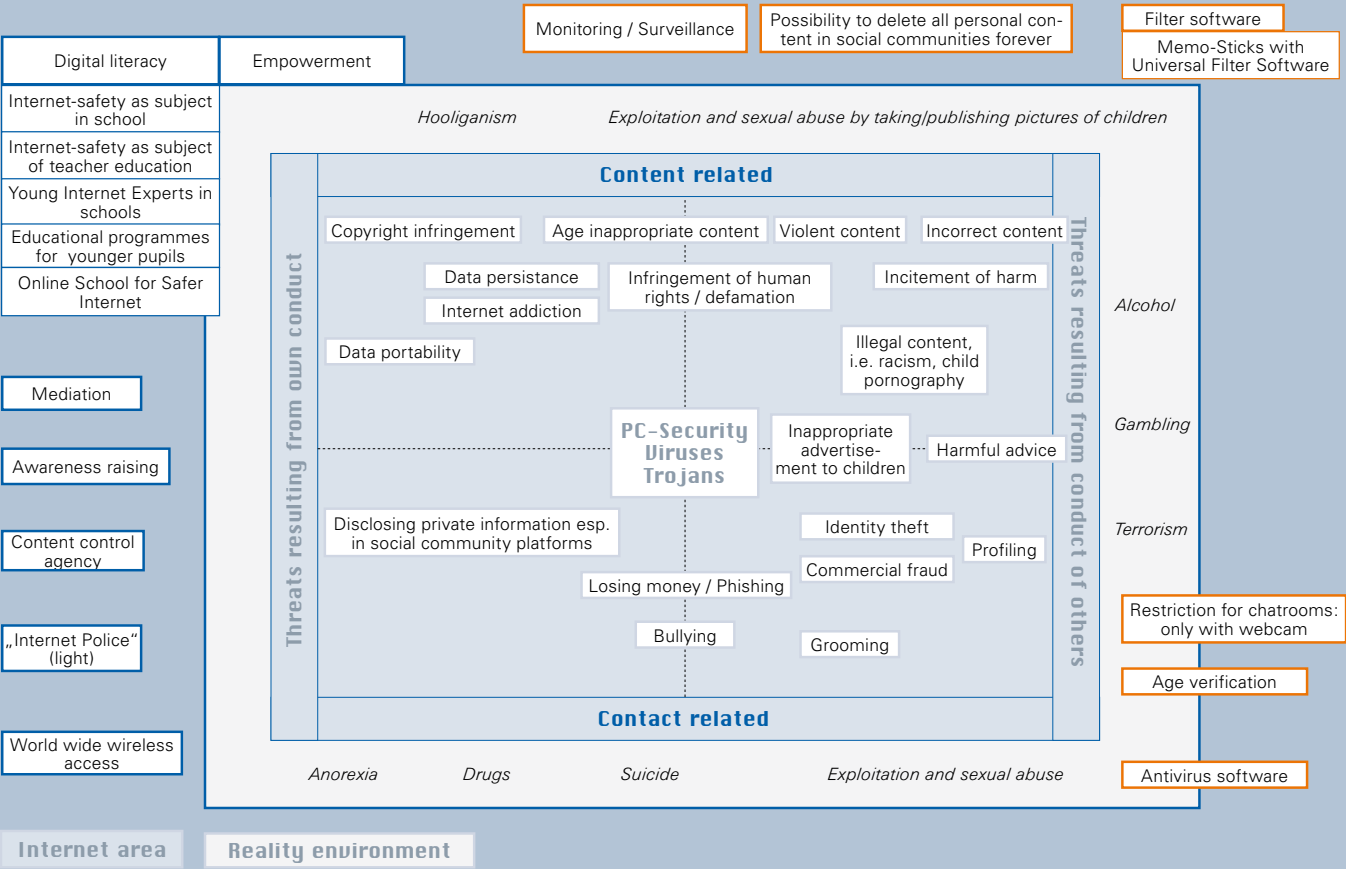 Monitoring / Surveillance
Possibility to delete all personal con-
tent in social communities forever
Filter software
Memo-Sticks with
Universal Filter Software
Digital literacy
Empowerment
Internet-safety as subject
in school
Internet-safety as subject
of teacher education
Young Internet Experts in
schools
Educational programmes
for younger pupils
Online School for Safer
Internet
Mediation
Awareness raising
Content control
agency
„Internet Police“
(light)
World wide wireless
access
Hooliganism
Exploitation and sexual abuse by taking/publishing pictures of children
Content related
Threats resulting from own conduct
Copyright infringement
Age inappropriate content
Violent content
Incorrect content
Data persistance
Infringement of human
rights / defamation
Incitement of harm
Internet addiction
Data portability
Illegal content,
i.e. racism, child
pornography
PC-Security
Viruses
Trojans
Inappropriate
advertise-
ment to children
Harmful advice
Disclosing private information esp.
in social community platforms
Identity theft
Profiling
Commercial fraud
Losing money / Phishing
Bullying
Grooming
Threats resulting from conduct of others
Contact related
Alcohol
Gambling
Terrorism
Restriction for chatrooms:
only with webcam
Age verification
Antivirus software
Anorexia
Drugs
Suicide
Exploitation and sexual abuse
Internet area
Reality environment